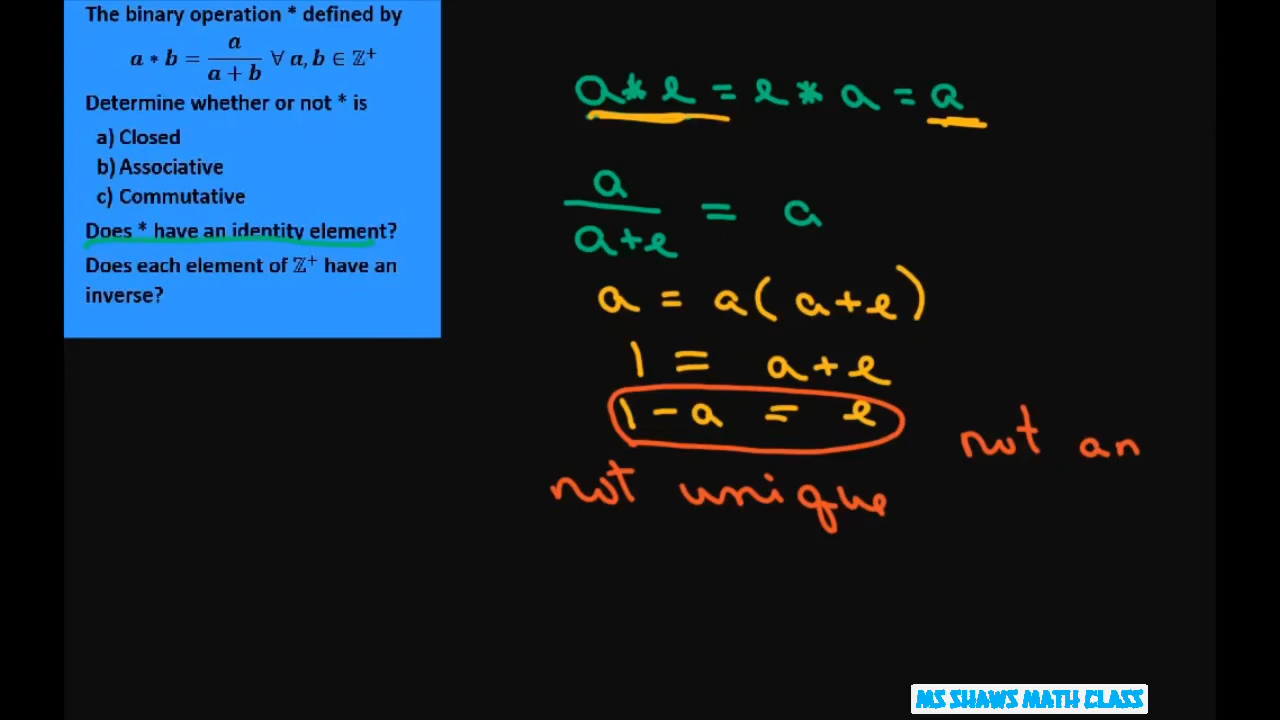 The binary operation * defined by
a * b = a/(a + b) ∀ a, b ∈ ℤ⁺
Determine whether or not * is
a) Closed
b) Associative
c) Commutative
Does * have an identity element?
Does each element of ℤ⁺ have an
inverse?
a * e = e * a = a
a/(a+e) = a
a = a(a+e)
1 = a+e
1 - a = e
not an
not unique
MS SHAWS MATH CLASS